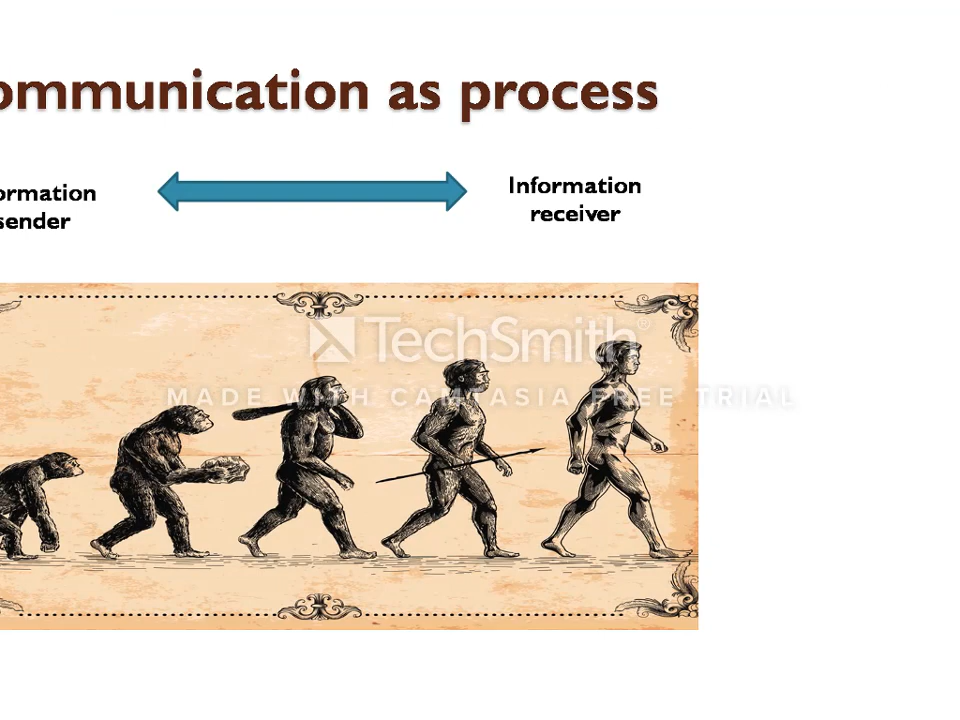 ommunication as process
ormation
sender
Information
receiver
TechSmith®
MADE WITH CAMTASIA FREE TRIAL